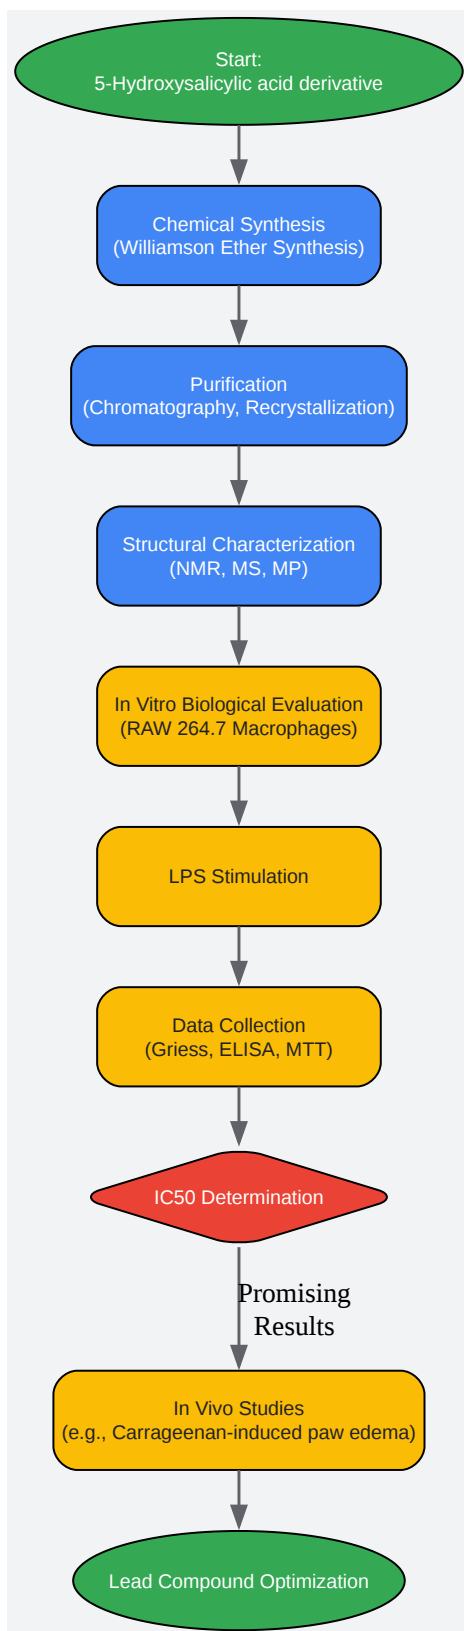 Start:
5-Hydroxysalicylic acid derivative
Chemical Synthesis
(Williamson Ether Synthesis)
Purification
(Chromatography, Recrystallization)
Structural Characterization
(NMR, MS, MP)
In Vitro Biological Evaluation
(RAW 264.7 Macrophages)
LPS Stimulation
Data Collection
(Griess, ELISA, MTT)
IC50 Determination
Promising
Results
In Vivo Studies
(e.g., Carrageenan-induced paw edema)
Lead Compound Optimization